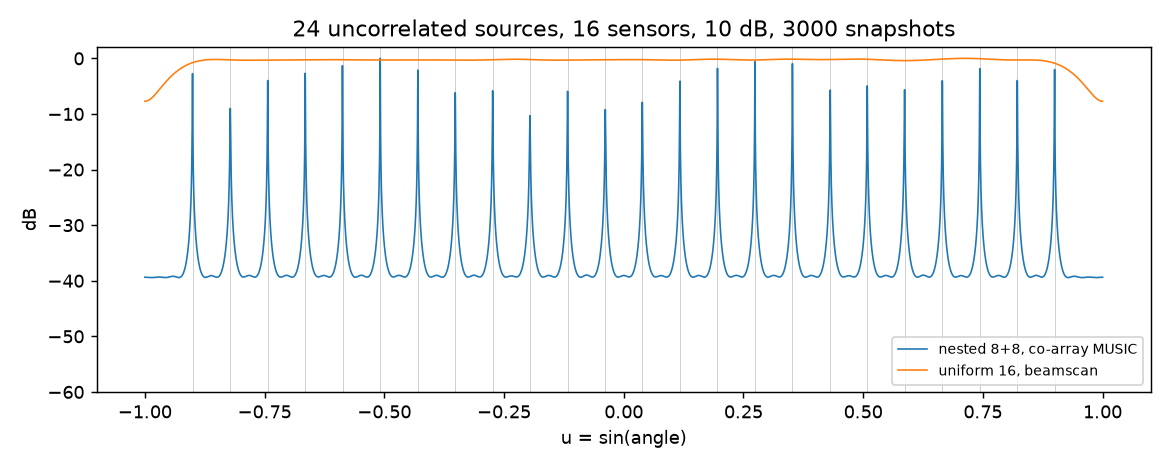 24 uncorrelated sources, 16 sensors, 10 dB, 3000 snapshots
0
−10
−20
−30
−40
−50
−60
dB
nested 8+8, co-array MUSIC
uniform 16, beamscan
−1.00 −0.75 −0.50 −0.25 0.00 0.25 0.50 0.75 1.00
u = sin(angle)